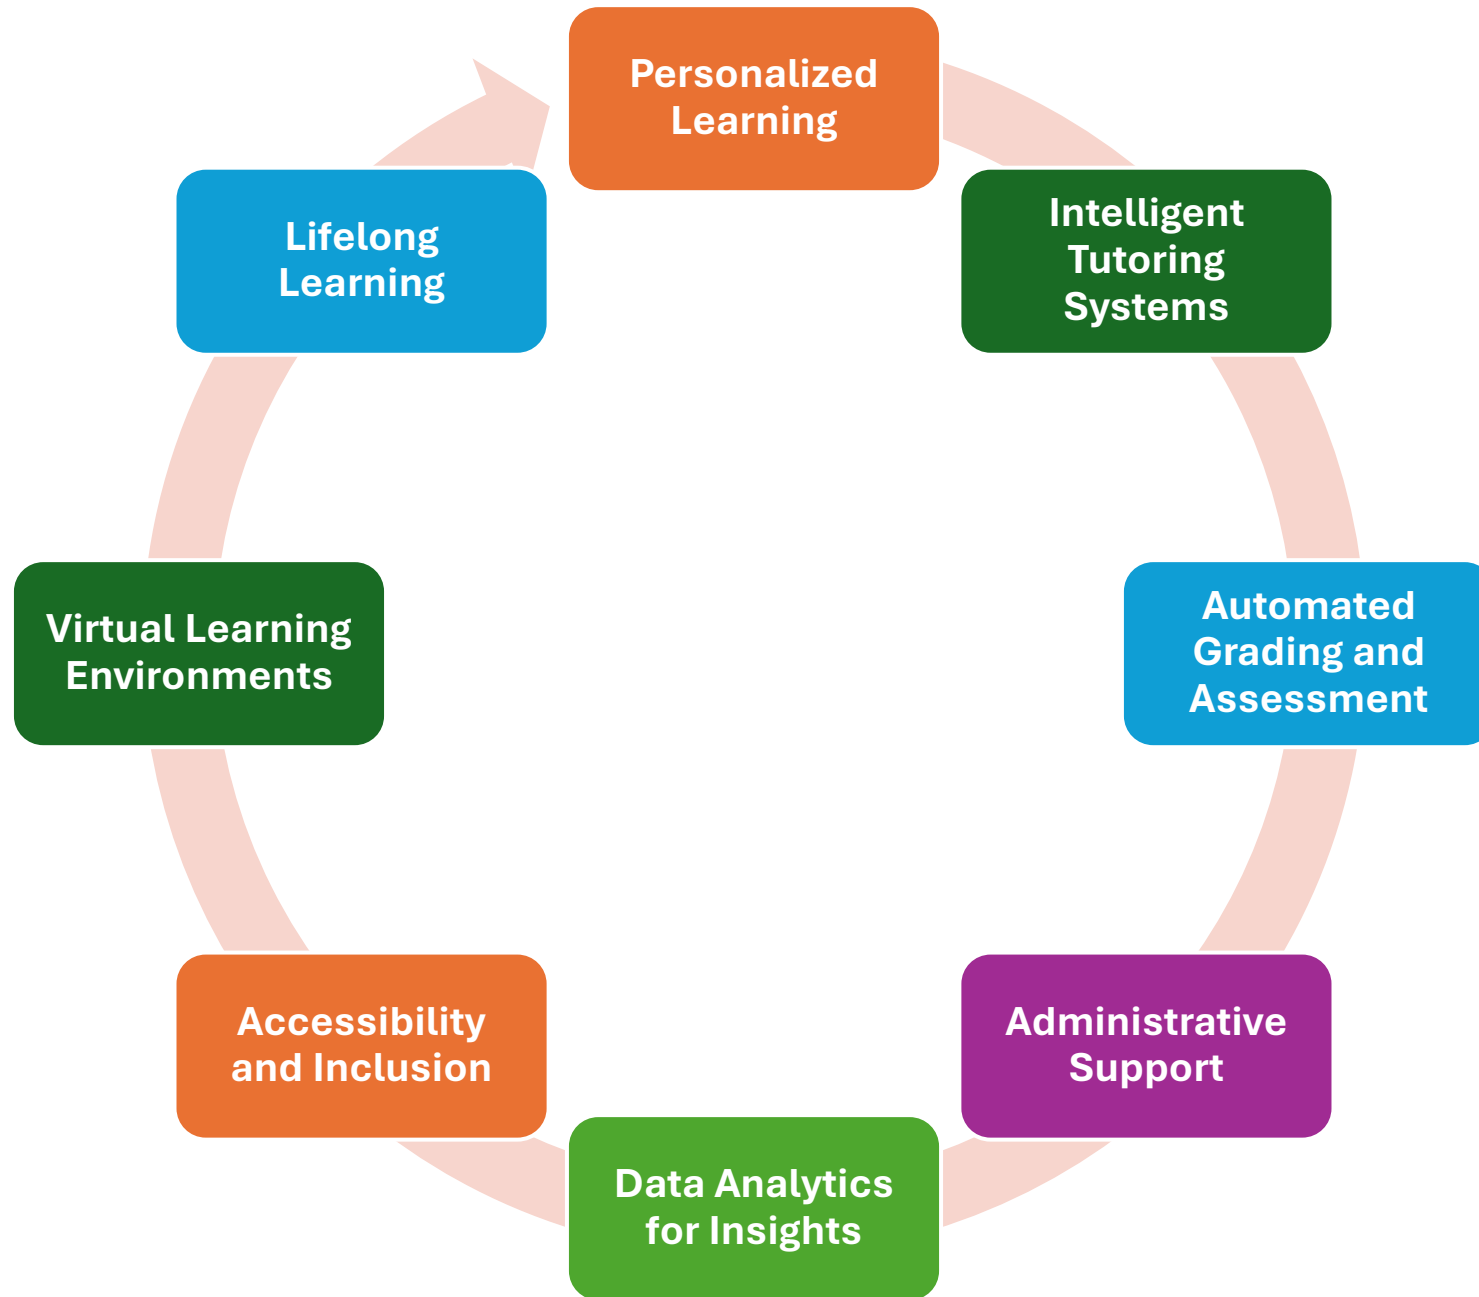 Personalized
Learning
Intelligent
Tutoring
Systems
Automated
Grading and
Assessment
Administrative
Support
Data Analytics
for Insights
Accessibility
and Inclusion
Virtual Learning
Environments
Lifelong
Learning